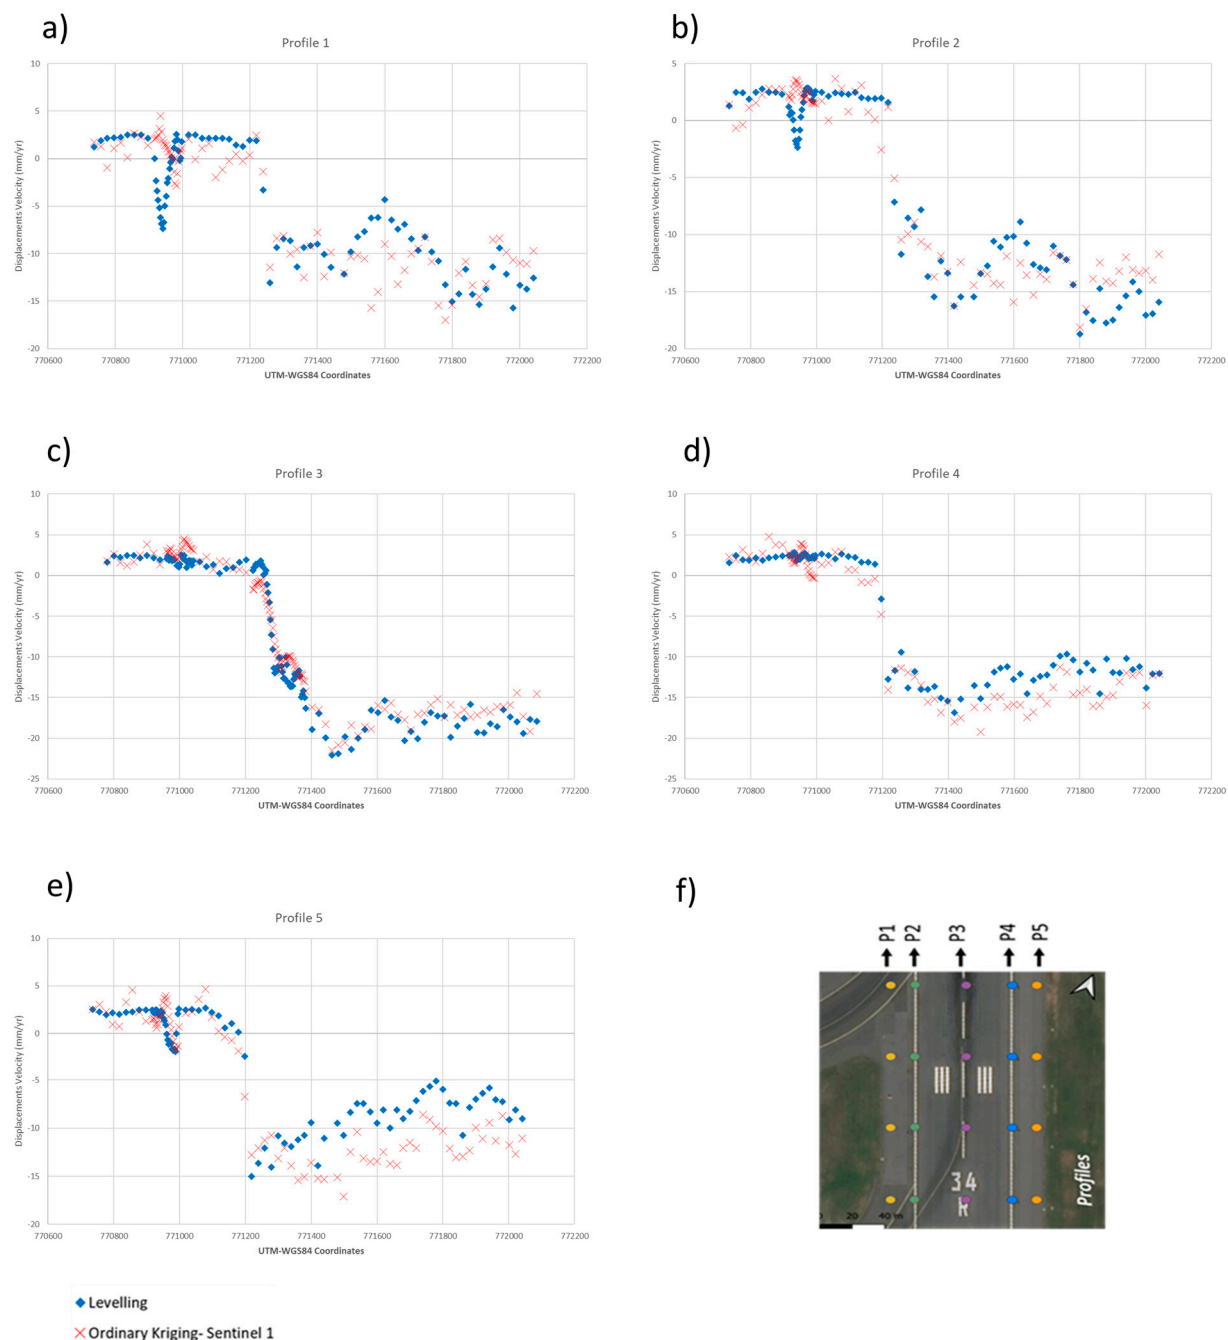 a)
Profile 1
10
5
0
-5
-10
-15
-20
Displacements Velocity (mm/yr)
770600 770800 771000 771200 771400 771600 771800 772000 772200
UTM-WGS84 Coordinates
b)
Profile 2
5
0
-5
-10
-15
-20
Displacements Velocity (mm/yr)
770600 770800 771000 771200 771400 771600 771800 772000 772200
UTM-WGS84 Coordinates
c)
Profile 3
10
5
0
-5
-10
-15
-20
-25
Displacements Velocity (mm/yr)
770600 770800 771000 771200 771400 771600 771800 772000 772200
UTM-WGS84 Coordinates
d)
Profile 4
10
5
0
-5
-10
-15
-20
-25
Displacements Velocity (mm/yr)
770600 770800 771000 771200 771400 771600 771800 772000 772200
UTM-WGS84 Coordinates
e)
Profile 5
10
5
0
-5
-10
-15
-20
Displacements Velocity (mm/yr)
770600 770800 771000 771200 771400 771600 771800 772000 772200
UTM-WGS84 Coordinates
f)
P1 P2 P3 P4 P5
34
R
Profiles
0 20 40 m
Levelling
Ordinary Kriging- Sentinel 1